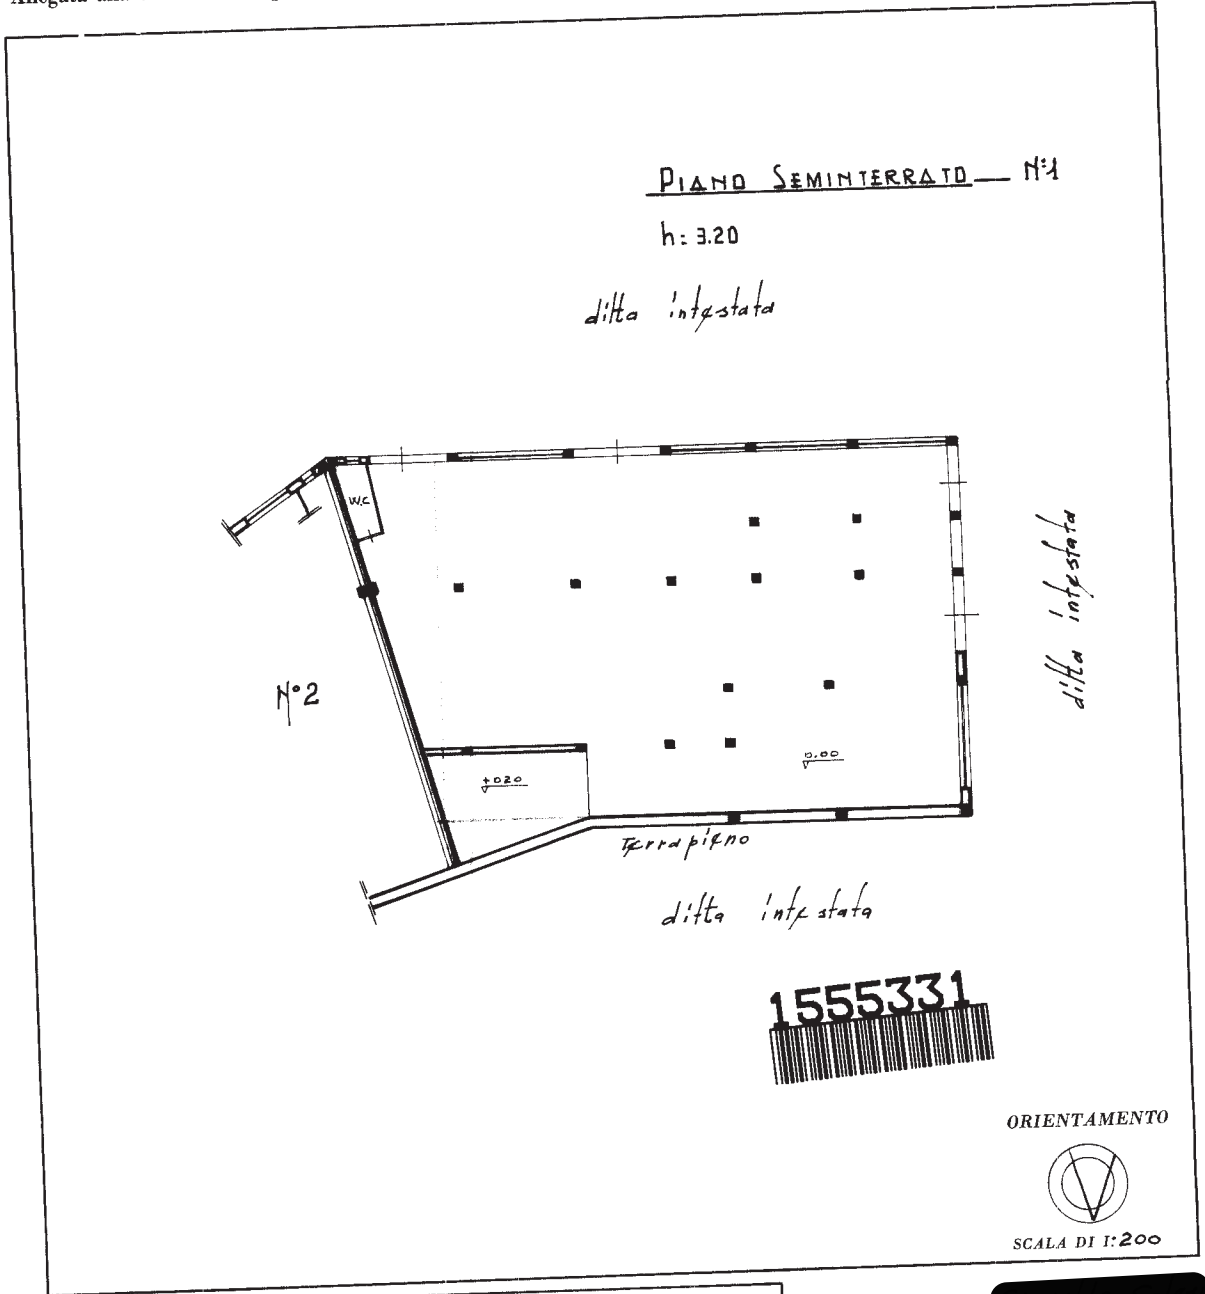 PIANO SEMINTERRATO — N°1
h = 3.20
ditta intestata
W.C
ditta intestata
N°2
+0.20
0.00
Terrapieno
ditta intestata
1555331
ORIENTAMENTO
SCALA DI 1:200